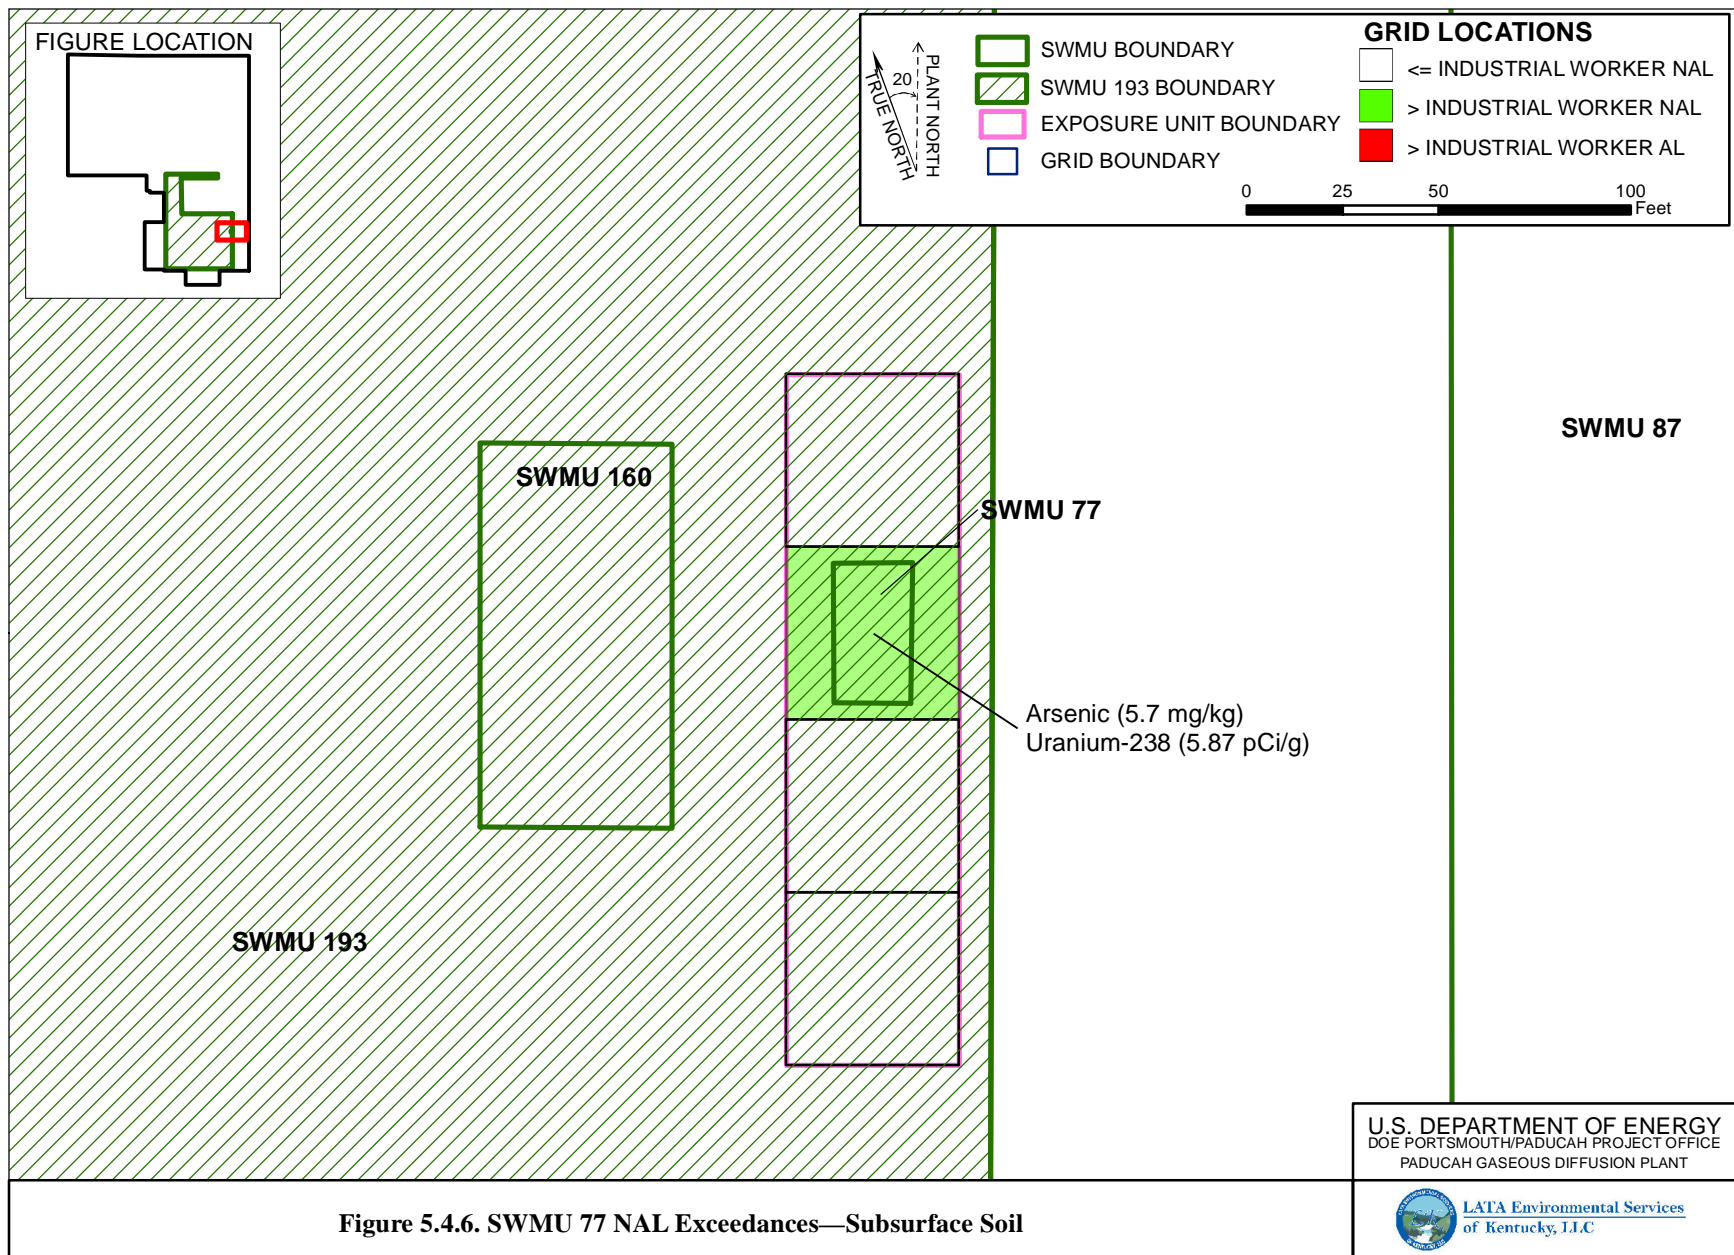 FIGURE LOCATION
TRUE NORTH
20
PLANT NORTH
SWMU BOUNDARY
SWMU 193 BOUNDARY
EXPOSURE UNIT BOUNDARY
GRID BOUNDARY
GRID LOCATIONS
<= INDUSTRIAL WORKER NAL
> INDUSTRIAL WORKER NAL
> INDUSTRIAL WORKER AL
0 25 50 100
Feet
SWMU 87
SWMU 160
SWMU 77
Arsenic (5.7 mg/kg)
Uranium-238 (5.87 pCi/g)
SWMU 193
U.S. DEPARTMENT OF ENERGY
DOE PORTSMOUTH/PADUCAH PROJECT OFFICE
PADUCAH GASEOUS DIFFUSION PLANT
Figure 5.4.6. SWMU 77 NAL Exceedances—Subsurface Soil
LATA Environmental Services
of Kentucky, LLC